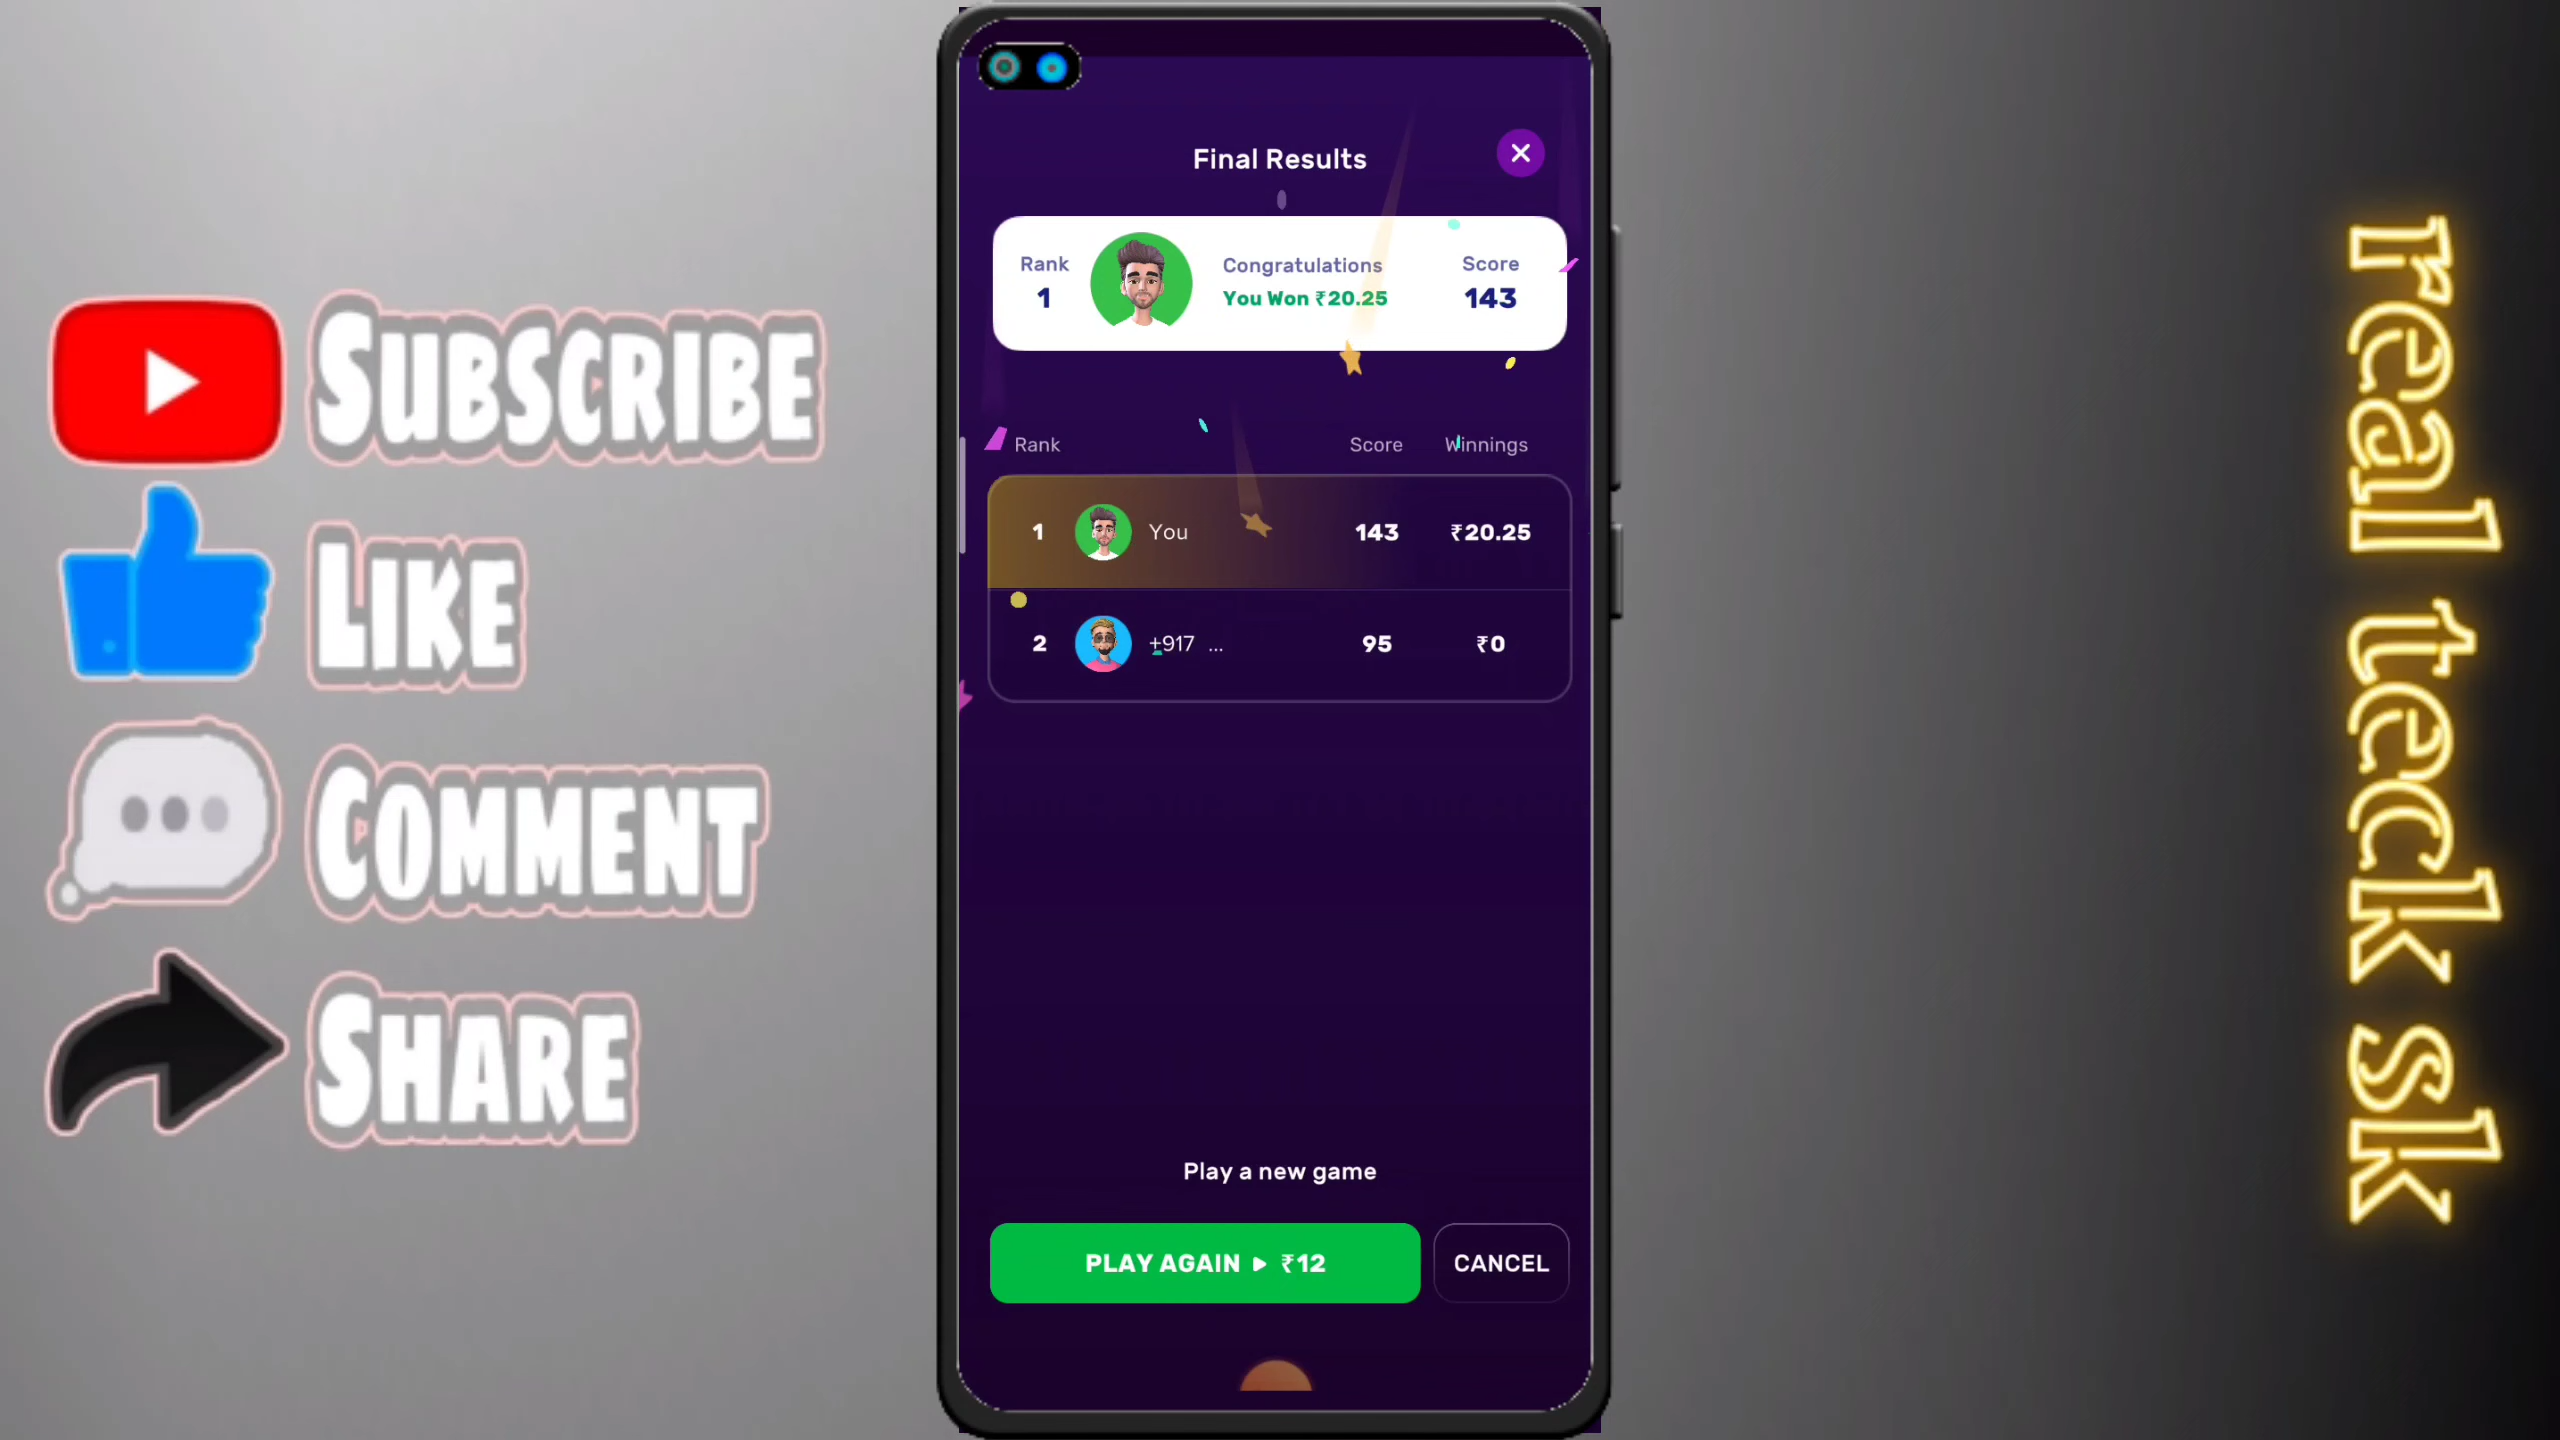 SUBSCRIBE
LIKE
COMMENT
SHARE
Final Results
Rank
1
Congratulations
You Won ₹20.25
Score
143
Rank Score Winnings
1 You 143 ₹20.25
2 +917 ... 95 ₹0
Play a new game
PLAY AGAIN ▶ ₹12
CANCEL
real teck sk